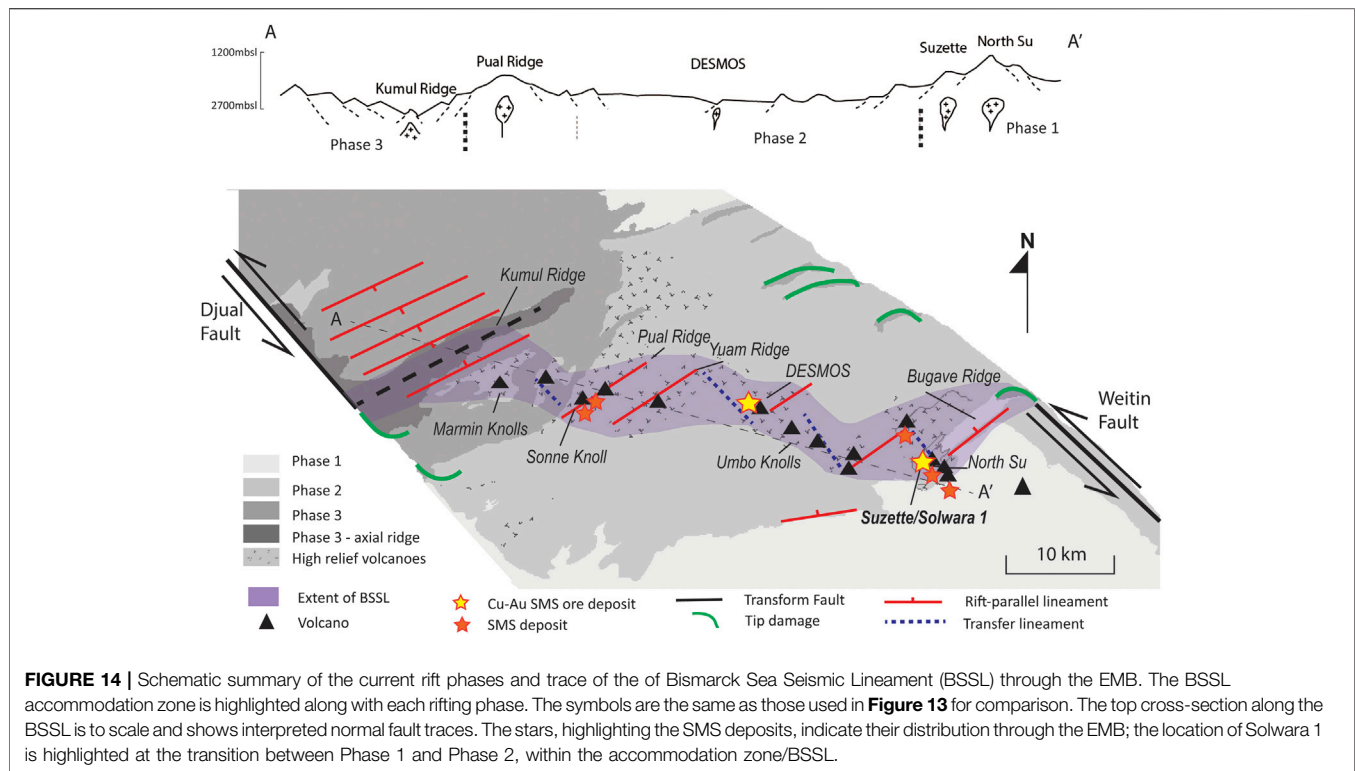 A
A'
1200mbsl
2700mbsl
Kumul Ridge
Pual Ridge
DESMOS
Suzette
North Su
Phase 3
Phase 2
Phase 1
N
Djual
Fault
A
Kumul Ridge
Pual Ridge
Yuam Ridge
DESMOS
Bugave Ridge
Weitin
Fault
Marmin Knolls
Sonne Knoll
Umbo Knolls
North Su
A'
Suzette/Solwara 1
10 km
Phase 1
Phase 2
Phase 3
Phase 3 - axial ridge
High relief volcanoes
Extent of BSSL
Volcano
Cu-Au SMS ore deposit
SMS deposit
Transform Fault
Tip damage
Rift-parallel lineament
Transfer lineament
FIGURE 14 | Schematic summary of the current rift phases and trace of the of Bismarck Sea Seismic Lineament (BSSL) through the EMB. The BSSL
accommodation zone is highlighted along with each rifting phase. The symbols are the same as those used in Figure 13 for comparison. The top cross-section along the
BSSL is to scale and shows interpreted normal fault traces. The stars, highlighting the SMS deposits, indicate their distribution through the EMB; the location of Solwara 1
is highlighted at the transition between Phase 1 and Phase 2, within the accommodation zone/BSSL.